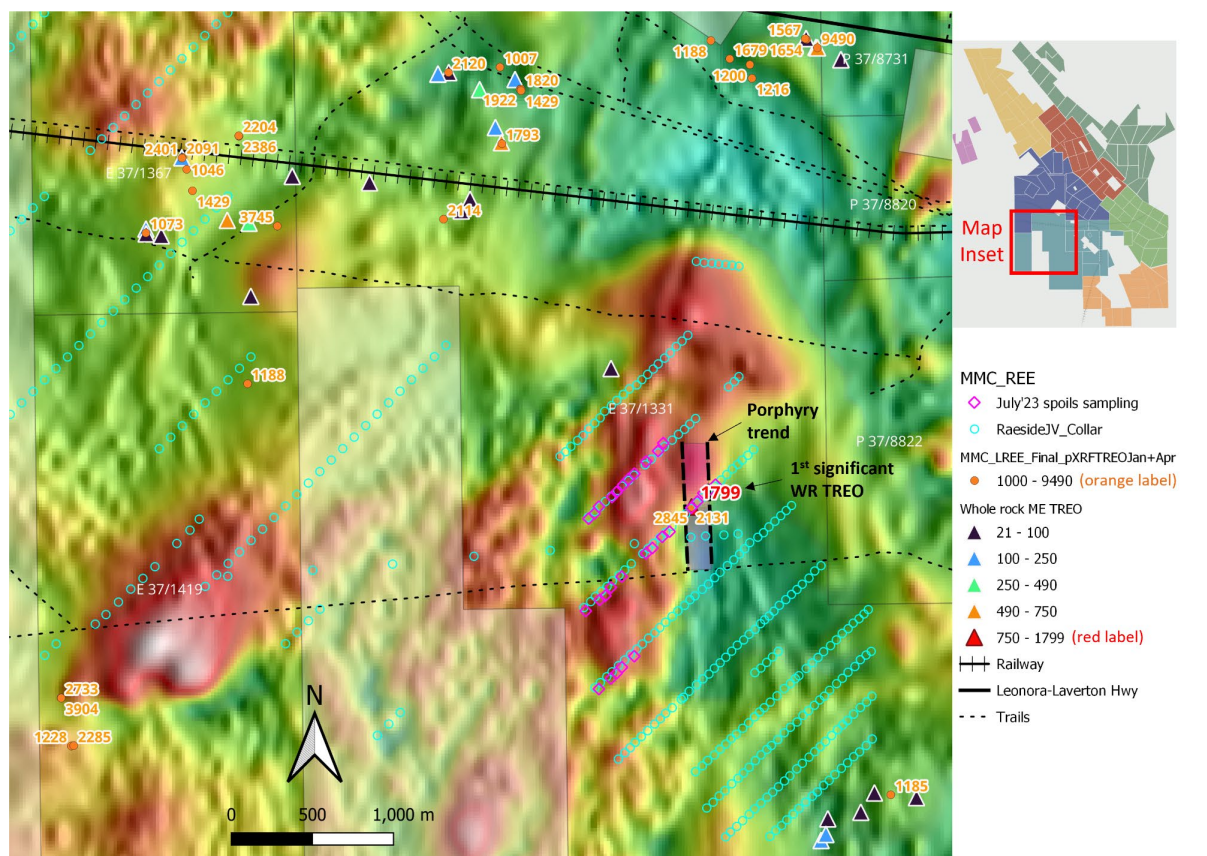 1567
9490
1188
1679
1654
P 37/8731
1200
1216
1007
2120
1820
1922
1429
1793
2204
2386
2401
2091
E 37/1367
1046
1429
1073
3745
2114
P 37/8820
Map
Inset
1188
E 37/1331
Porphyry
trend
P 37/8822
1st significant
WR TREO
1799
2845
2131
E 37/1419
2733
3904
1228
2285
N
0 500 1,000 m
1185
MMC_REE
July'23 spoils sampling
RaesideJV_Collar
MMC_LREE_Final_pXRFTREOJan+Apr
1000 - 9490 (orange label)
Whole rock ME TREO
21 - 100
100 - 250
250 - 490
490 - 750
750 - 1799 (red label)
Railway
Leonora-Laverton Hwy
Trails